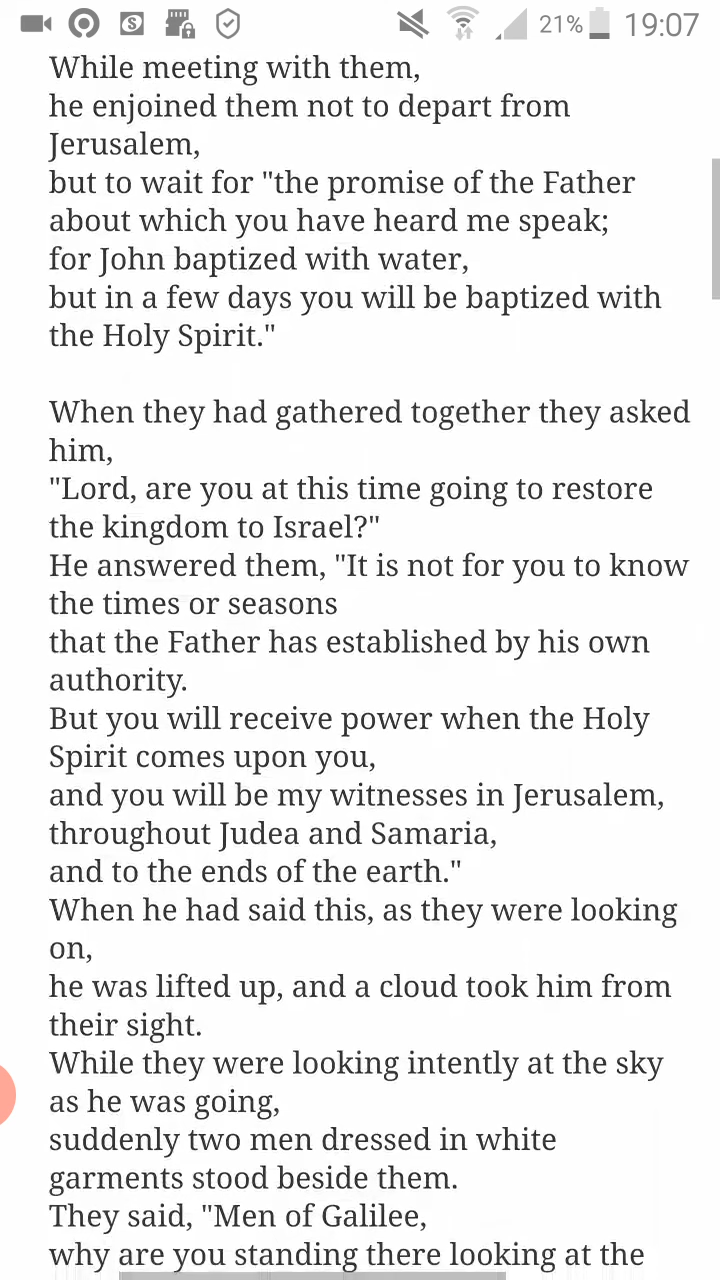 21% 19:07
While meeting with them,
he enjoined them not to depart from
Jerusalem,
but to wait for "the promise of the Father
about which you have heard me speak;
for John baptized with water,
but in a few days you will be baptized with
the Holy Spirit."
When they had gathered together they asked
him,
"Lord, are you at this time going to restore
the kingdom to Israel?"
He answered them, "It is not for you to know
the times or seasons
that the Father has established by his own
authority.
But you will receive power when the Holy
Spirit comes upon you,
and you will be my witnesses in Jerusalem,
throughout Judea and Samaria,
and to the ends of the earth."
When he had said this, as they were looking
on,
he was lifted up, and a cloud took him from
their sight.
While they were looking intently at the sky
as he was going,
suddenly two men dressed in white
garments stood beside them.
They said, "Men of Galilee,
why are you standing there looking at the